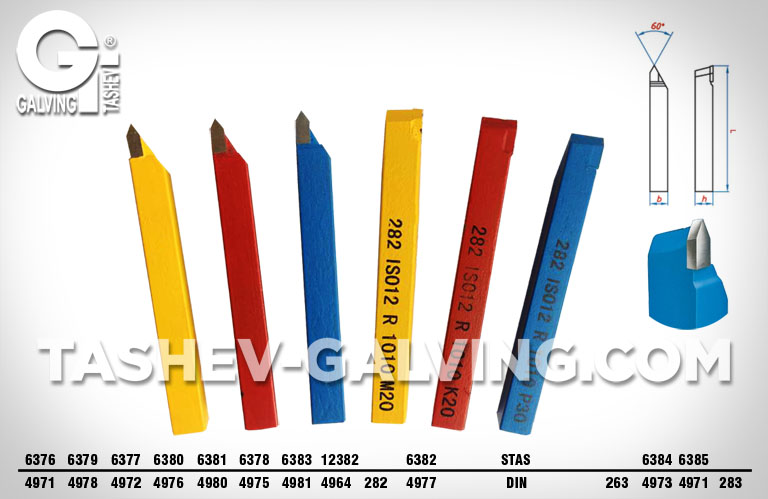 GALVING
TASHEV
®
60°
L
b
h
282 ISO12 R 1010 M20
282 ISO12 R 1010 K20
282 ISO12 R P30
TASHEV-GALVING.COM
6376 6379 6377 6380 6381 6378 6383 12382 6382 STAS 6384 6385
4971 4978 4972 4976 4980 4975 4981 4964 282 4977 DIN 263 4973 4971 283